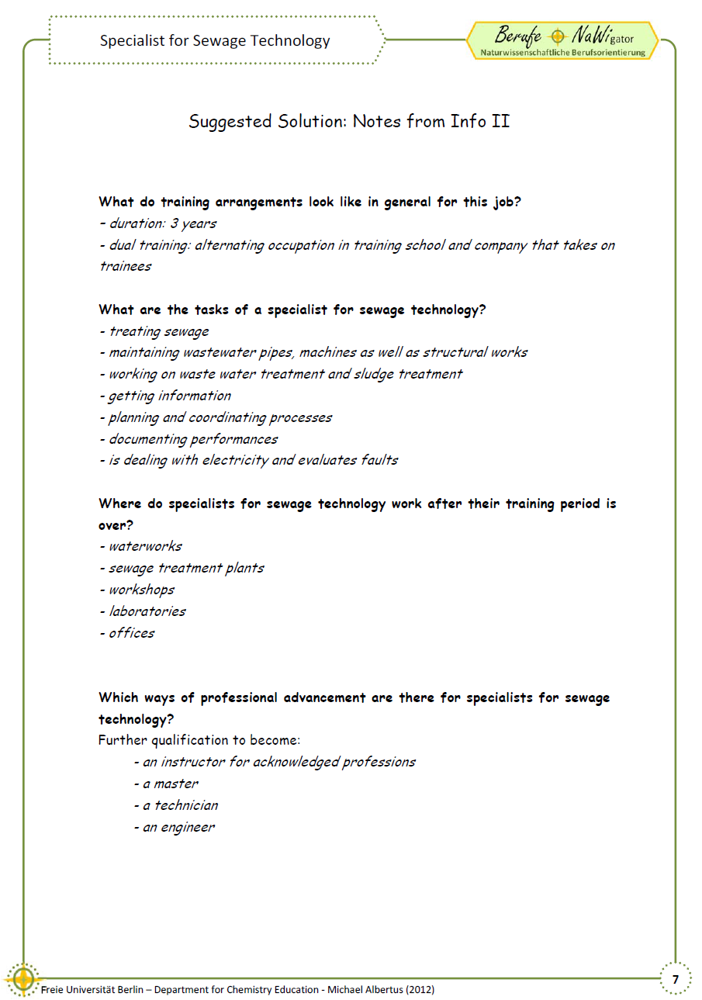 Specialist for Sewage Technology
Berufe NaWigator
Naturwissenschaftliche Berufsorientierung
Suggested Solution: Notes from Info II
What do training arrangements look like in general for this job?
- duration: 3 years
- dual training: alternating occupation in training school and company that takes on
trainees
What are the tasks of a specialist for sewage technology?
- treating sewage
- maintaining wastewater pipes, machines as well as structural works
- working on waste water treatment and sludge treatment
- getting information
- planning and coordinating processes
- documenting performances
- is dealing with electricity and evaluates faults
Where do specialists for sewage technology work after their training period is
over?
- waterworks
- sewage treatment plants
- workshops
- laboratories
- offices
Which ways of professional advancement are there for specialists for sewage
technology?
Further qualification to become:
- an instructor for acknowledged professions
- a master
- a technician
- an engineer
7
Freie Universität Berlin – Department for Chemistry Education - Michael Albertus (2012)